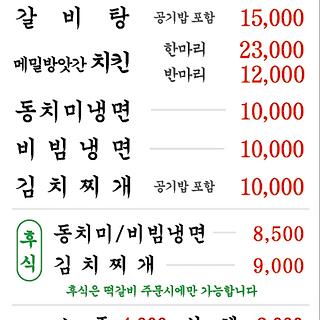 갈비탕 공기밥 포함 15,000
메밀방앗간 치킨 한마리 23,000
반마리 12,000
동치미냉면 10,000
비빔냉면 10,000
김치찌개 공기밥 포함 10,000
후식
동치미/비빔냉면 8,500
김치찌개 9,000
후식은 떡갈비 주문시에만 가능합니다